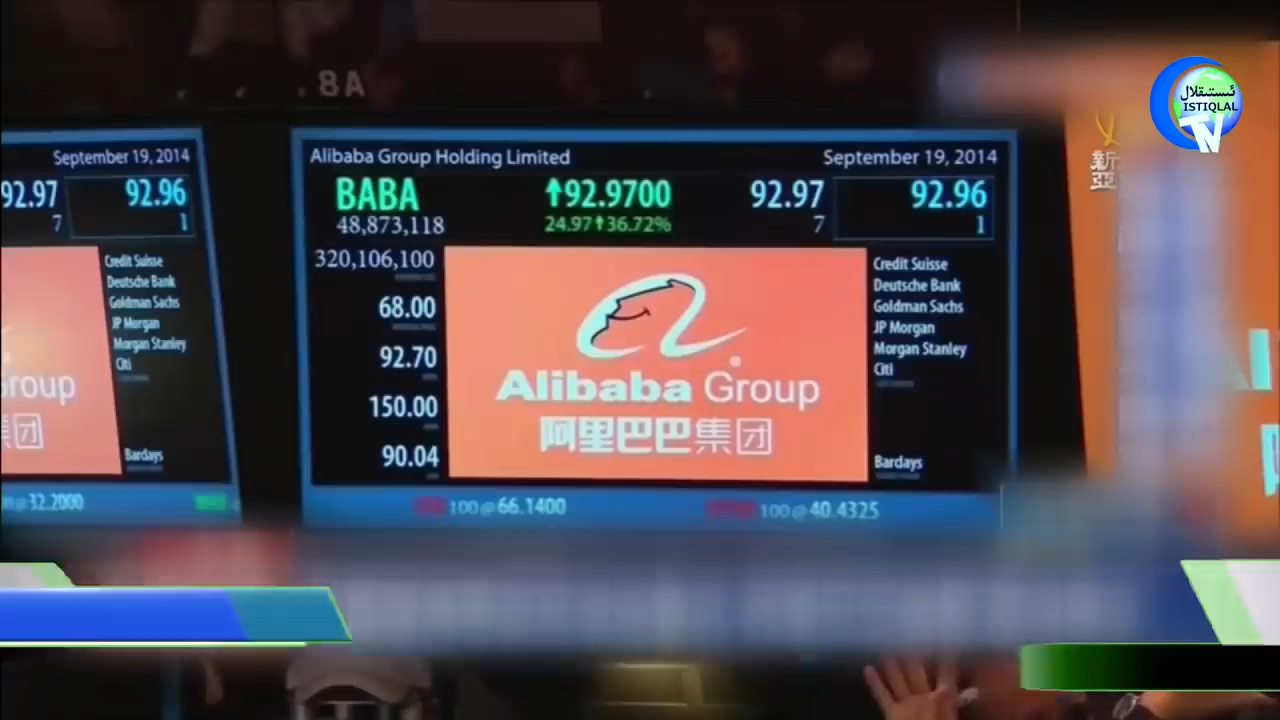 8A
ئىستىقلال
ISTIQLAL
TV
新
亞
September 19, 2014
92.97
92.96
7
1
Credit Suisse
Deutsche Bank
Goldman Sachs
JP Morgan
Morgan Stanley
Citi
Group
团
Barclays
@32.2000
Alibaba Group Holding Limited
September 19, 2014
BABA
↑92.9700
92.97
92.96
48,873,118
24.97↑36.72%
7
1
320,106,100
68.00
92.70
150.00
90.04
Alibaba Group
阿里巴巴集团
Credit Suisse
Deutsche Bank
Goldman Sachs
JP Morgan
Morgan Stanley
Citi
Barclays
100@66.1400
100@40.4325